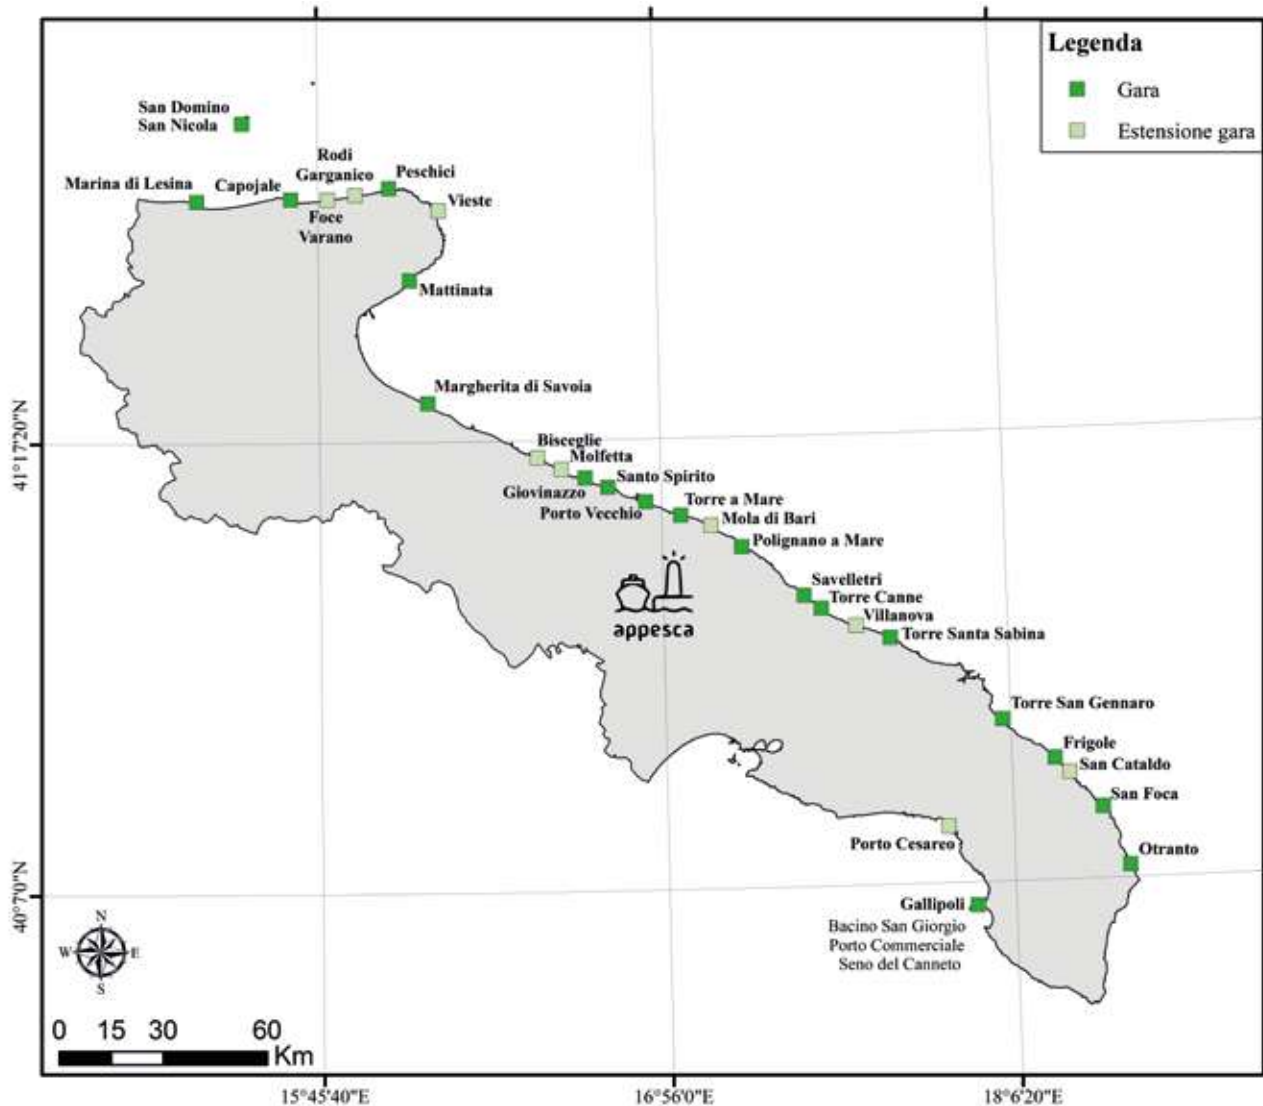 Legenda
Gara
Estensione gara
San Domino
San Nicola
Rodi
Garganico
Peschici
Marina di Lesina
Capojale
Vieste
Foce
Varano
Mattinata
Margherita di Savoia
41°17'20"N
Bisceglie
Molfetta
Giovinazzo
Santo Spirito
Porto Vecchio
Torre a Mare
Mola di Bari
Polignano a Mare
Savelletri
Torre Canne
Villanova
appesca
Torre Santa Sabina
Torre San Gennaro
Frigole
San Cataldo
San Foca
Porto Cesareo
Otranto
40°7'0"N
Gallipoli
Bacino San Giorgio
Porto Commerciale
Seno del Canneto
N
W E
S
0 15 30 60
Km
15°45'40"E 16°56'0"E 18°6'20"E